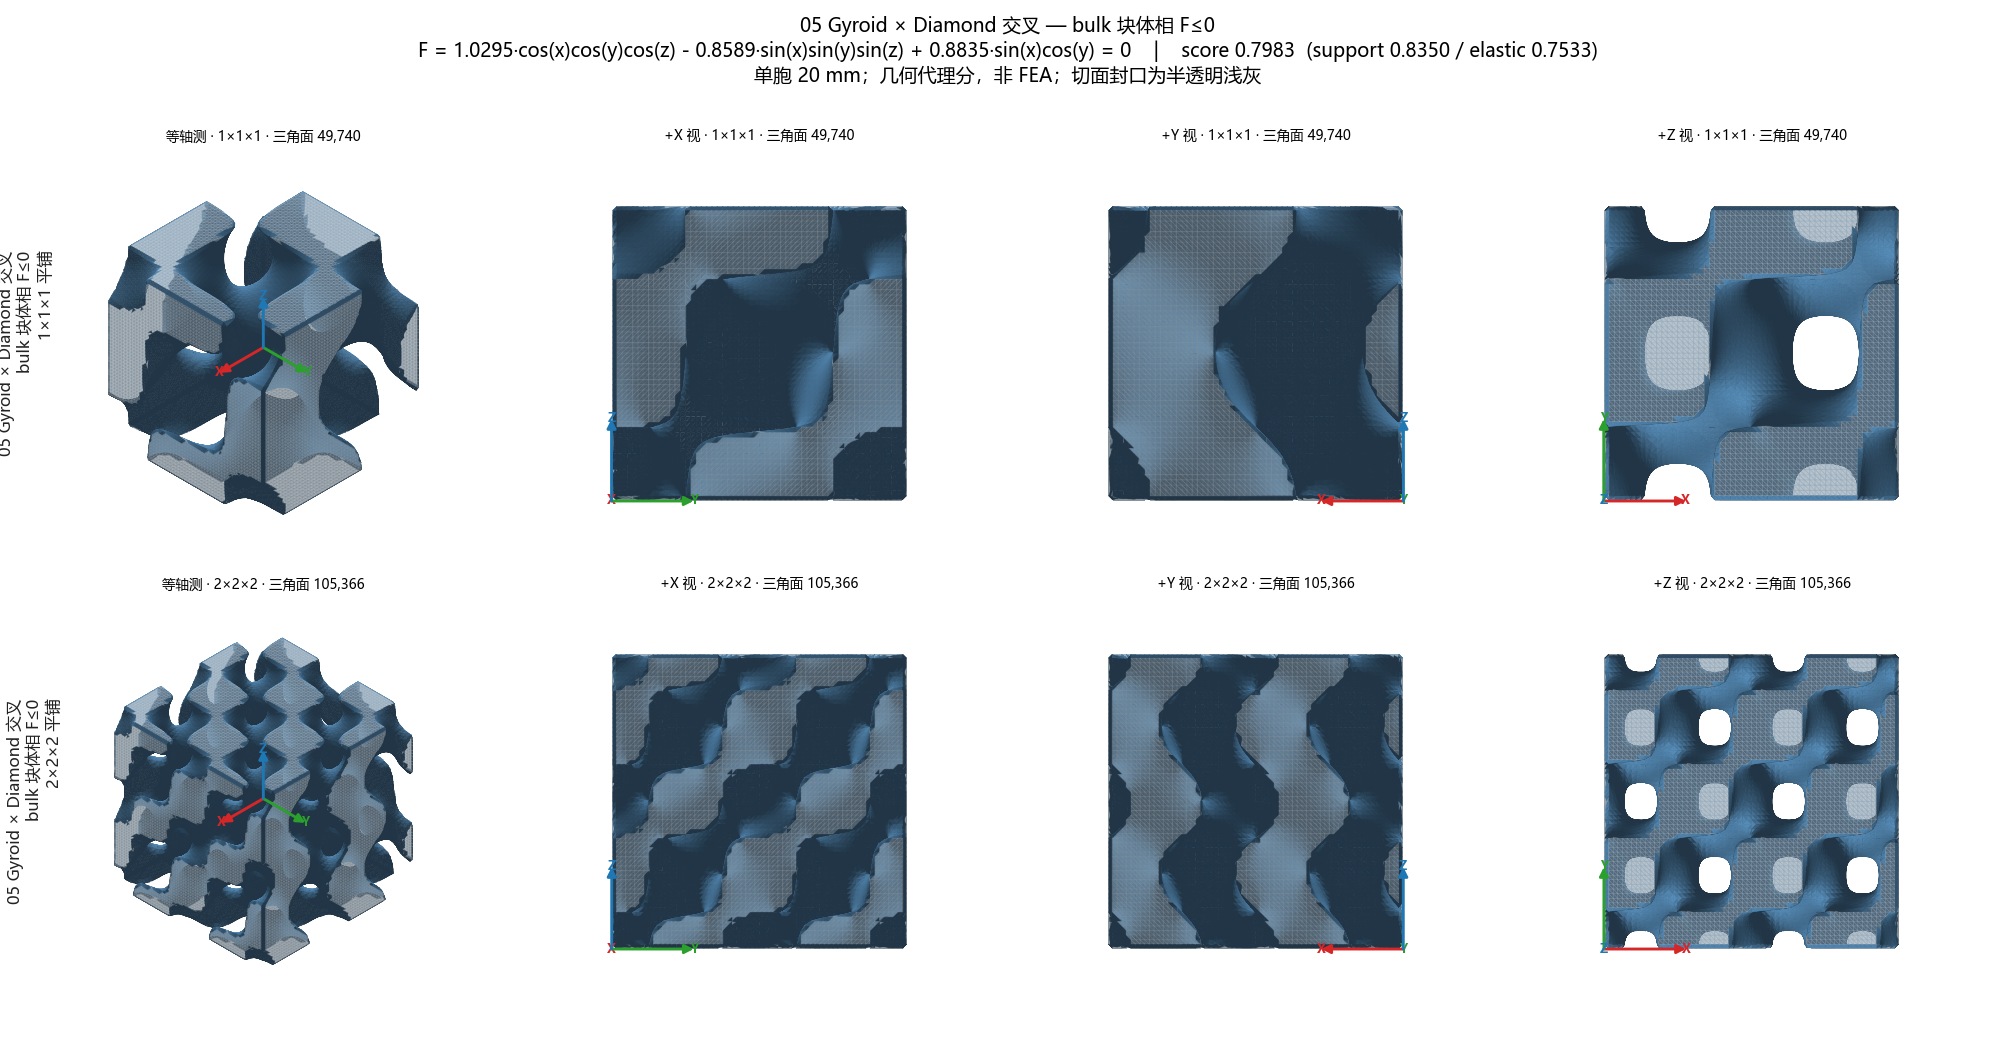 05 Gyroid × Diamond 交叉 — bulk 块体相 F≤0
F = 1.0295·cos(x)cos(y)cos(z) - 0.8589·sin(x)sin(y)sin(z) + 0.8835·sin(x)cos(y) = 0 | score 0.7983 (support 0.8350 / elastic 0.7533)
单胞 20 mm；几何代理分，非 FEA；切面封口为半透明浅灰
等轴测 · 1×1×1 · 三角面 49,740
+X 视 · 1×1×1 · 三角面 49,740
+Y 视 · 1×1×1 · 三角面 49,740
+Z 视 · 1×1×1 · 三角面 49,740
05 Gyroid × Diamond 交叉
bulk 块体相 F≤0
1×1×1 平铺
Z
X
Y
Z
X
Y
Z
X
Y
Y
Z
X
等轴测 · 2×2×2 · 三角面 105,366
+X 视 · 2×2×2 · 三角面 105,366
+Y 视 · 2×2×2 · 三角面 105,366
+Z 视 · 2×2×2 · 三角面 105,366
05 Gyroid × Diamond 交叉
bulk 块体相 F≤0
2×2×2 平铺
Z
X
Y
Z
X
Y
Z
X
Y
Y
Z
X